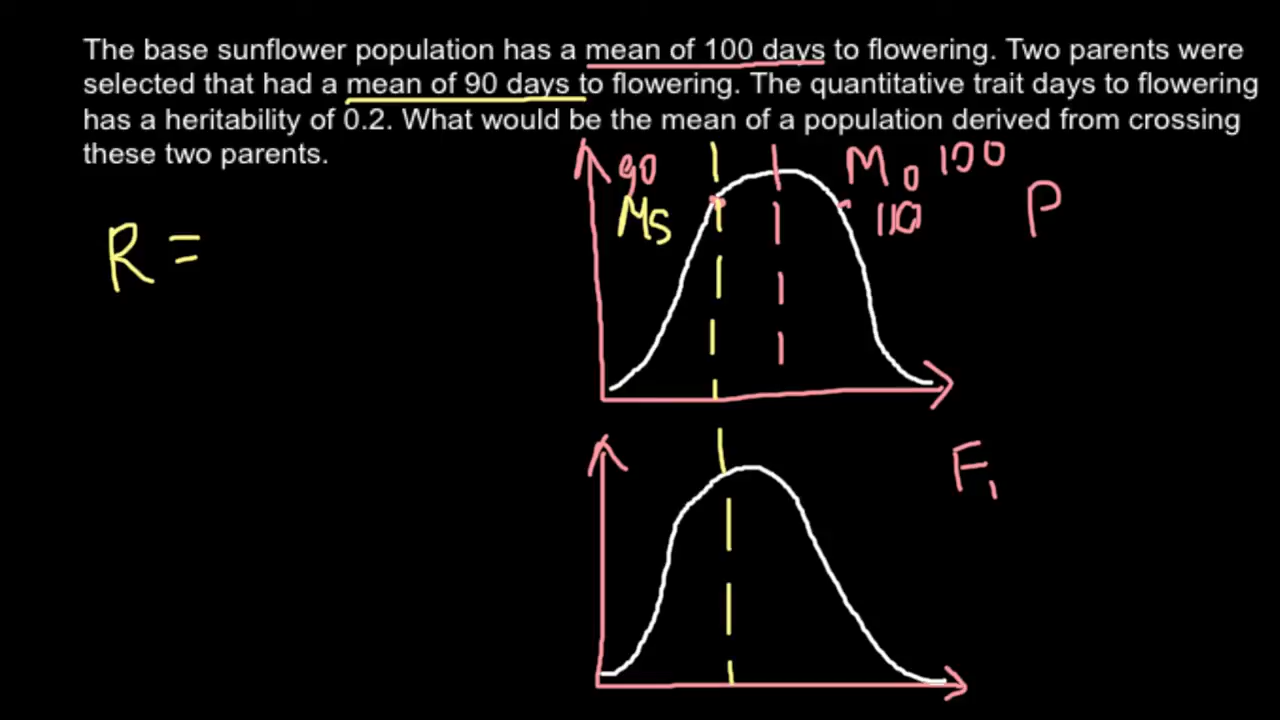 The base sunflower population has a mean of 100 days to flowering. Two parents were
selected that had a mean of 90 days to flowering. The quantitative trait days to flowering
has a heritability of 0.2. What would be the mean of a population derived from crossing
these two parents.
90
M0 100
Ms
110
P
R =
F1